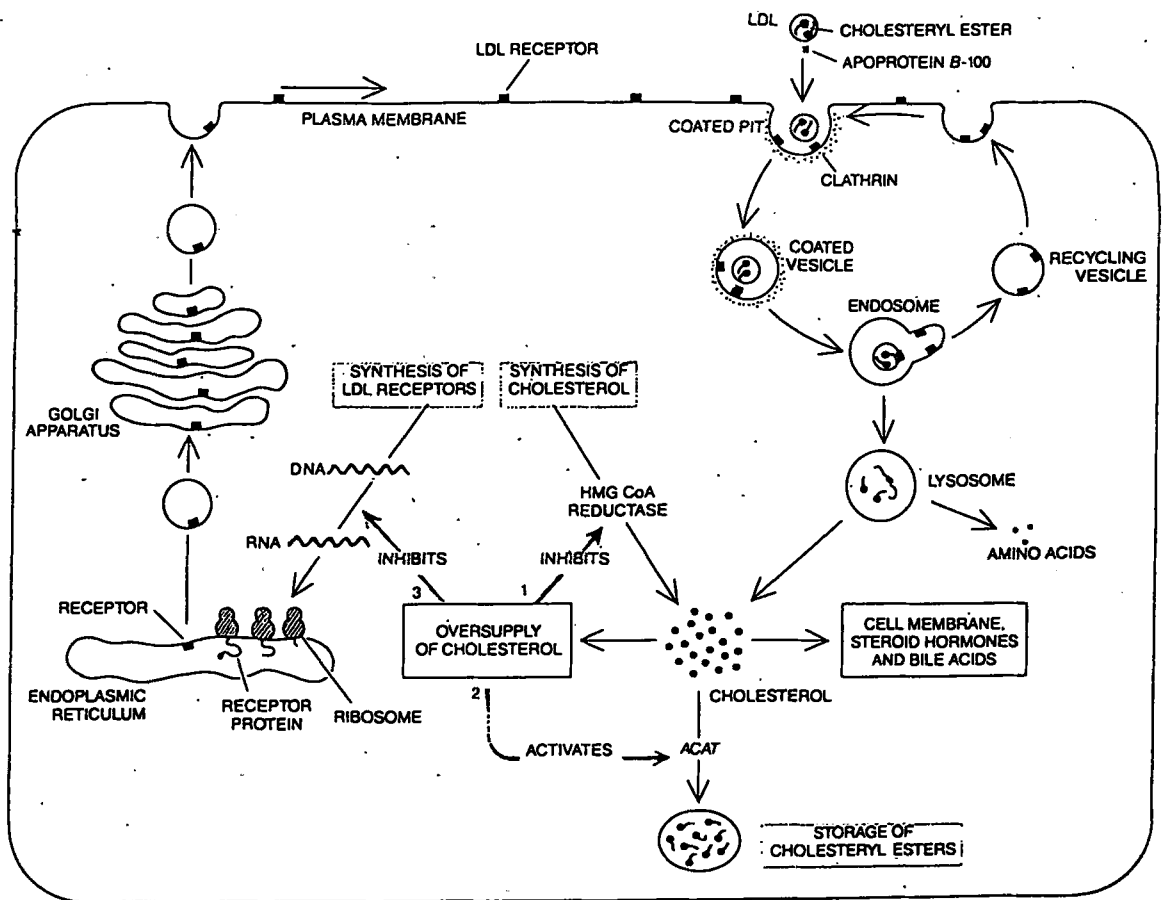 LDL
CHOLESTERYL ESTER
APOPROTEIN B-100
LDL RECEPTOR
PLASMA MEMBRANE
COATED PIT
CLATHRIN
COATED
VESICLE
RECYCLING
VESICLE
ENDOSOME
SYNTHESIS OF
LDL RECEPTORS
SYNTHESIS OF
CHOLESTEROL
GOLGI
APPARATUS
DNA
HMG CoA
REDUCTASE
LYSOSOME
RNA
INHIBITS
INHIBITS
AMINO ACIDS
3
1
RECEPTOR
OVERSUPPLY
OF CHOLESTEROL
CELL MEMBRANE,
STEROID HORMONES
AND BILE ACIDS
ENDOPLASMIC
RETICULUM
RECEPTOR
PROTEIN
RIBOSOME
2
CHOLESTEROL
ACTIVATES
ACAT
STORAGE OF
CHOLESTERYL ESTERS